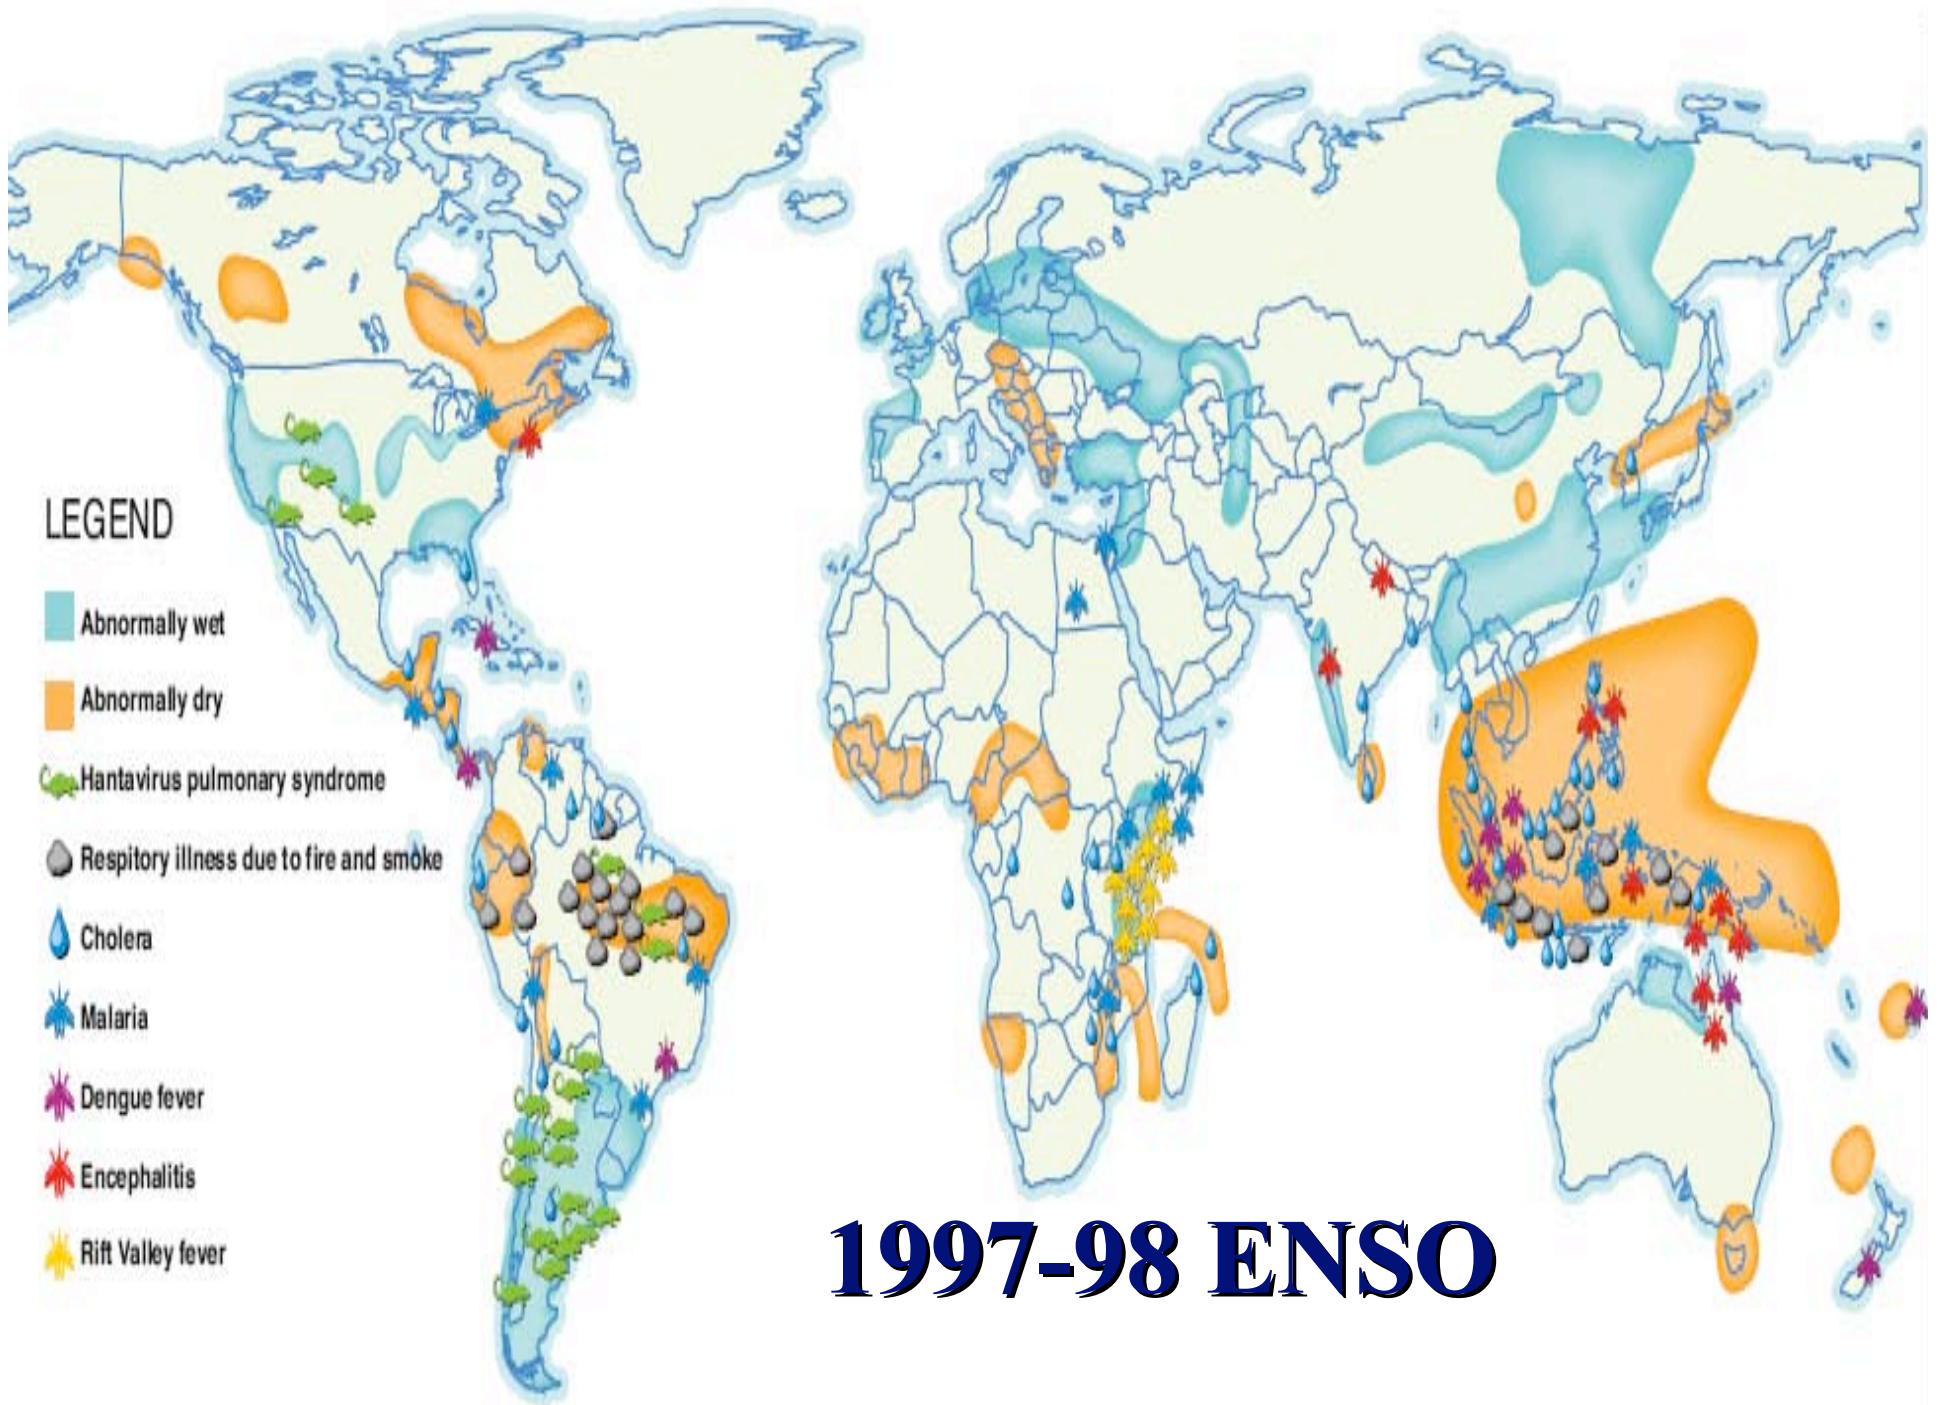 LEGEND
Abnormally wet
Abnormally dry
Hantavirus pulmonary syndrome
Respitory illness due to fire and smoke
Cholera
Malaria
Dengue fever
Encephalitis
Rift Valley fever
1997-98 ENSO